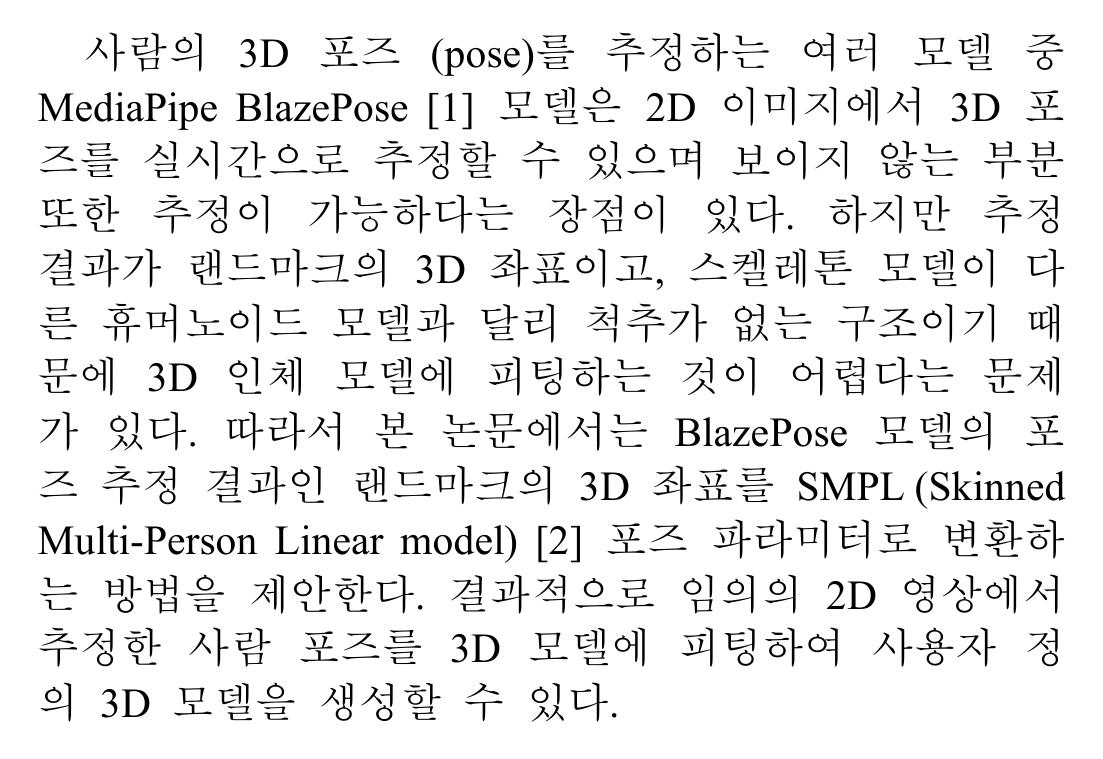 사람의 3D 포즈 (pose)를 추정하는 여러 모델 중
MediaPipe BlazePose [1] 모델은 2D 이미지에서 3D 포
즈를 실시간으로 추정할 수 있으며 보이지 않는 부분
또한 추정이 가능하다는 장점이 있다. 하지만 추정
결과가 랜드마크의 3D 좌표이고, 스켈레톤 모델이 다
른 휴머노이드 모델과 달리 척추가 없는 구조이기 때
문에 3D 인체 모델에 피팅하는 것이 어렵다는 문제
가 있다. 따라서 본 논문에서는 BlazePose 모델의 포
즈 추정 결과인 랜드마크의 3D 좌표를 SMPL (Skinned
Multi-Person Linear model) [2] 포즈 파라미터로 변환하
는 방법을 제안한다. 결과적으로 임의의 2D 영상에서
추정한 사람 포즈를 3D 모델에 피팅하여 사용자 정
의 3D 모델을 생성할 수 있다.